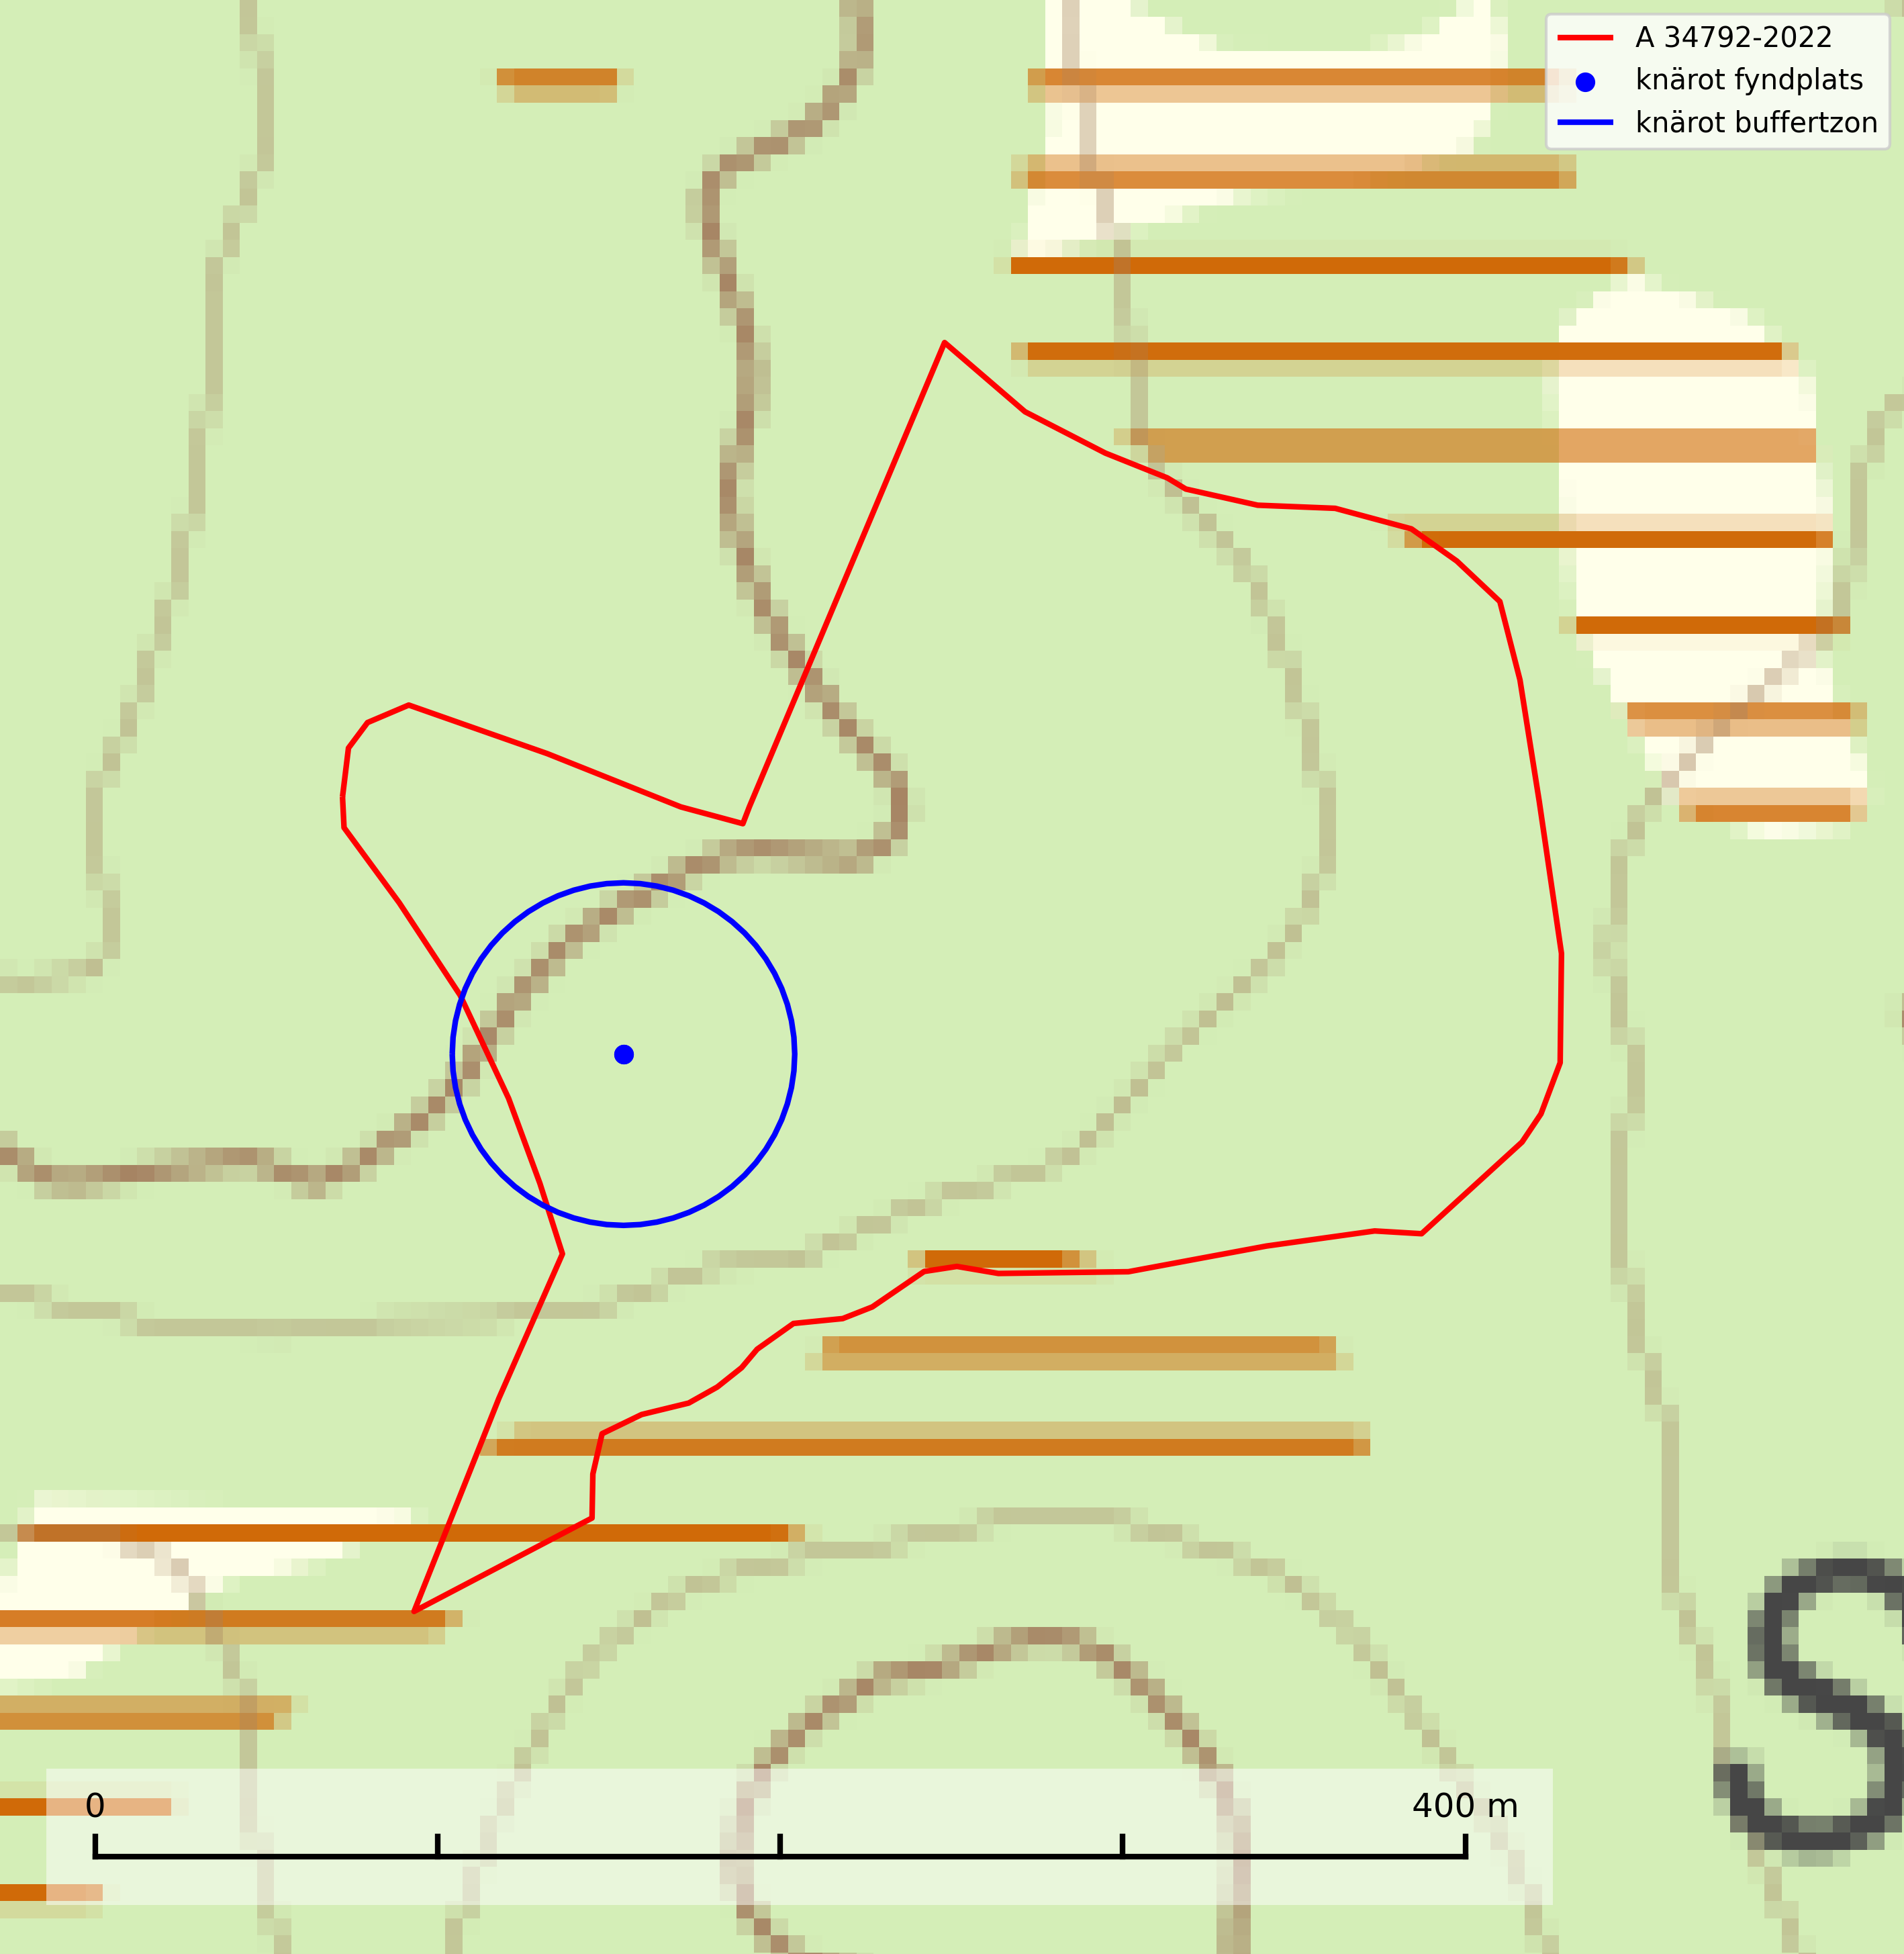 A 34792-2022
knärot fyndplats
knärot buffertzon
S
0 400 m